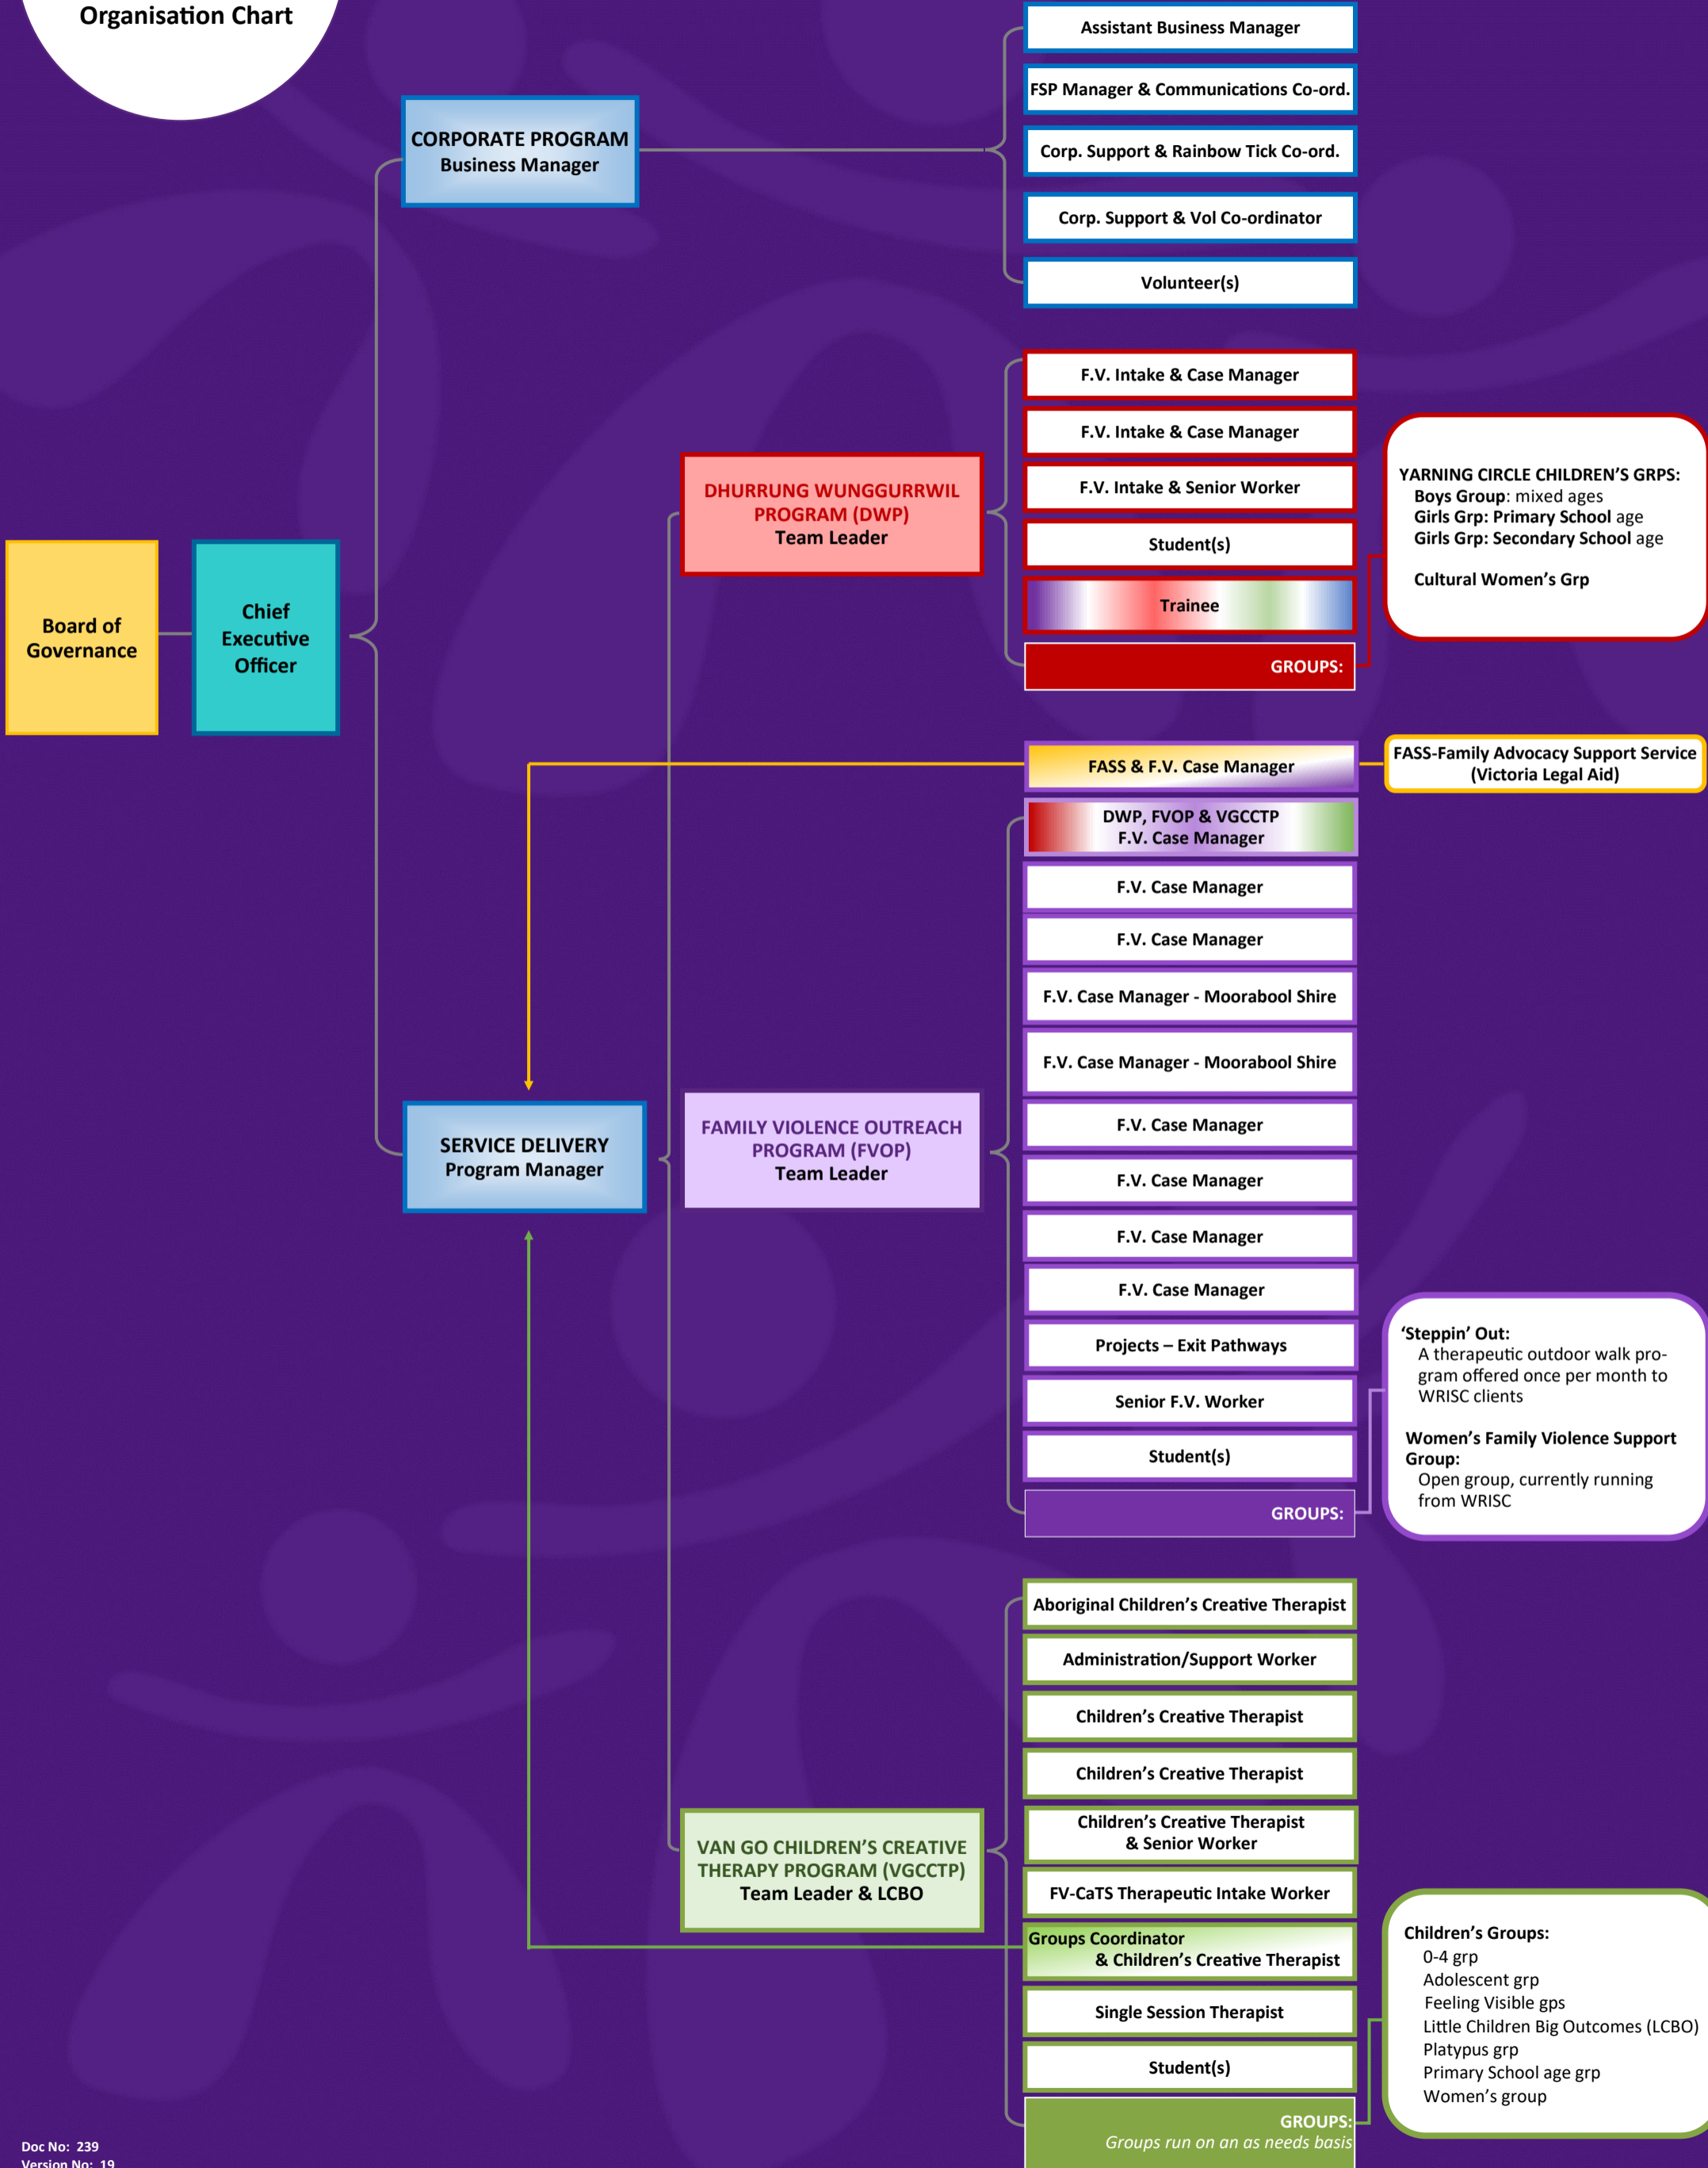 Organisation Chart
Board of
Governance
Chief
Executive
Officer
CORPORATE PROGRAM
Business Manager
Assistant Business Manager
FSP Manager & Communications Co-ord.
Corp. Support & Rainbow Tick Co-ord.
Corp. Support & Vol Co-ordinator
Volunteer(s)
SERVICE DELIVERY
Program Manager
DHURRUNG WUNGGURRWIL
PROGRAM (DWP)
Team Leader
F.V. Intake & Case Manager
F.V. Intake & Case Manager
F.V. Intake & Senior Worker
Student(s)
Trainee
GROUPS:
YARNING CIRCLE CHILDREN’S GRPS:
Boys Group: mixed ages
Girls Grp: Primary School age
Girls Grp: Secondary School age
Cultural Women’s Grp
FASS & F.V. Case Manager
FASS-Family Advocacy Support Service
(Victoria Legal Aid)
FAMILY VIOLENCE OUTREACH
PROGRAM (FVOP)
Team Leader
DWP, FVOP & VGCCTP
F.V. Case Manager
F.V. Case Manager
F.V. Case Manager
F.V. Case Manager - Moorabool Shire
F.V. Case Manager - Moorabool Shire
F.V. Case Manager
F.V. Case Manager
F.V. Case Manager
F.V. Case Manager
Projects – Exit Pathways
Senior F.V. Worker
Student(s)
GROUPS:
‘Steppin’ Out:
A therapeutic outdoor walk pro-
gram offered once per month to
WRISC clients
Women’s Family Violence Support
Group:
Open group, currently running
from WRISC
VAN GO CHILDREN’S CREATIVE
THERAPY PROGRAM (VGCCTP)
Team Leader & LCBO
Aboriginal Children’s Creative Therapist
Administration/Support Worker
Children’s Creative Therapist
Children’s Creative Therapist
Children’s Creative Therapist
& Senior Worker
FV-CaTS Therapeutic Intake Worker
Groups Coordinator
& Children’s Creative Therapist
Single Session Therapist
Student(s)
GROUPS:
Groups run on an as needs basis
Children’s Groups:
0-4 grp
Adolescent grp
Feeling Visible gps
Little Children Big Outcomes (LCBO)
Platypus grp
Primary School age grp
Women’s group
Doc No: 239
Version No: 19